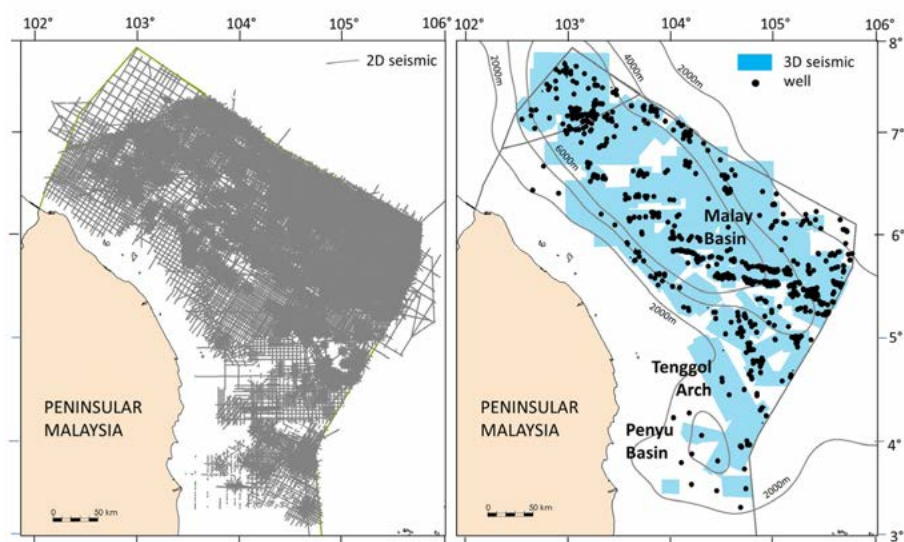 102° 103° 104° 105° 106°
2D seismic
PENINSULAR
MALAYSIA
0 50 km
102° 103° 104° 105° 106°
8°
7°
6°
5°
4°
3°
3D seismic
well
2000m
4000m
2000m
6000m
Malay
Basin
2000m
Tenggol
Arch
Penyu
Basin
2000m
PENINSULAR
MALAYSIA
0 50 km